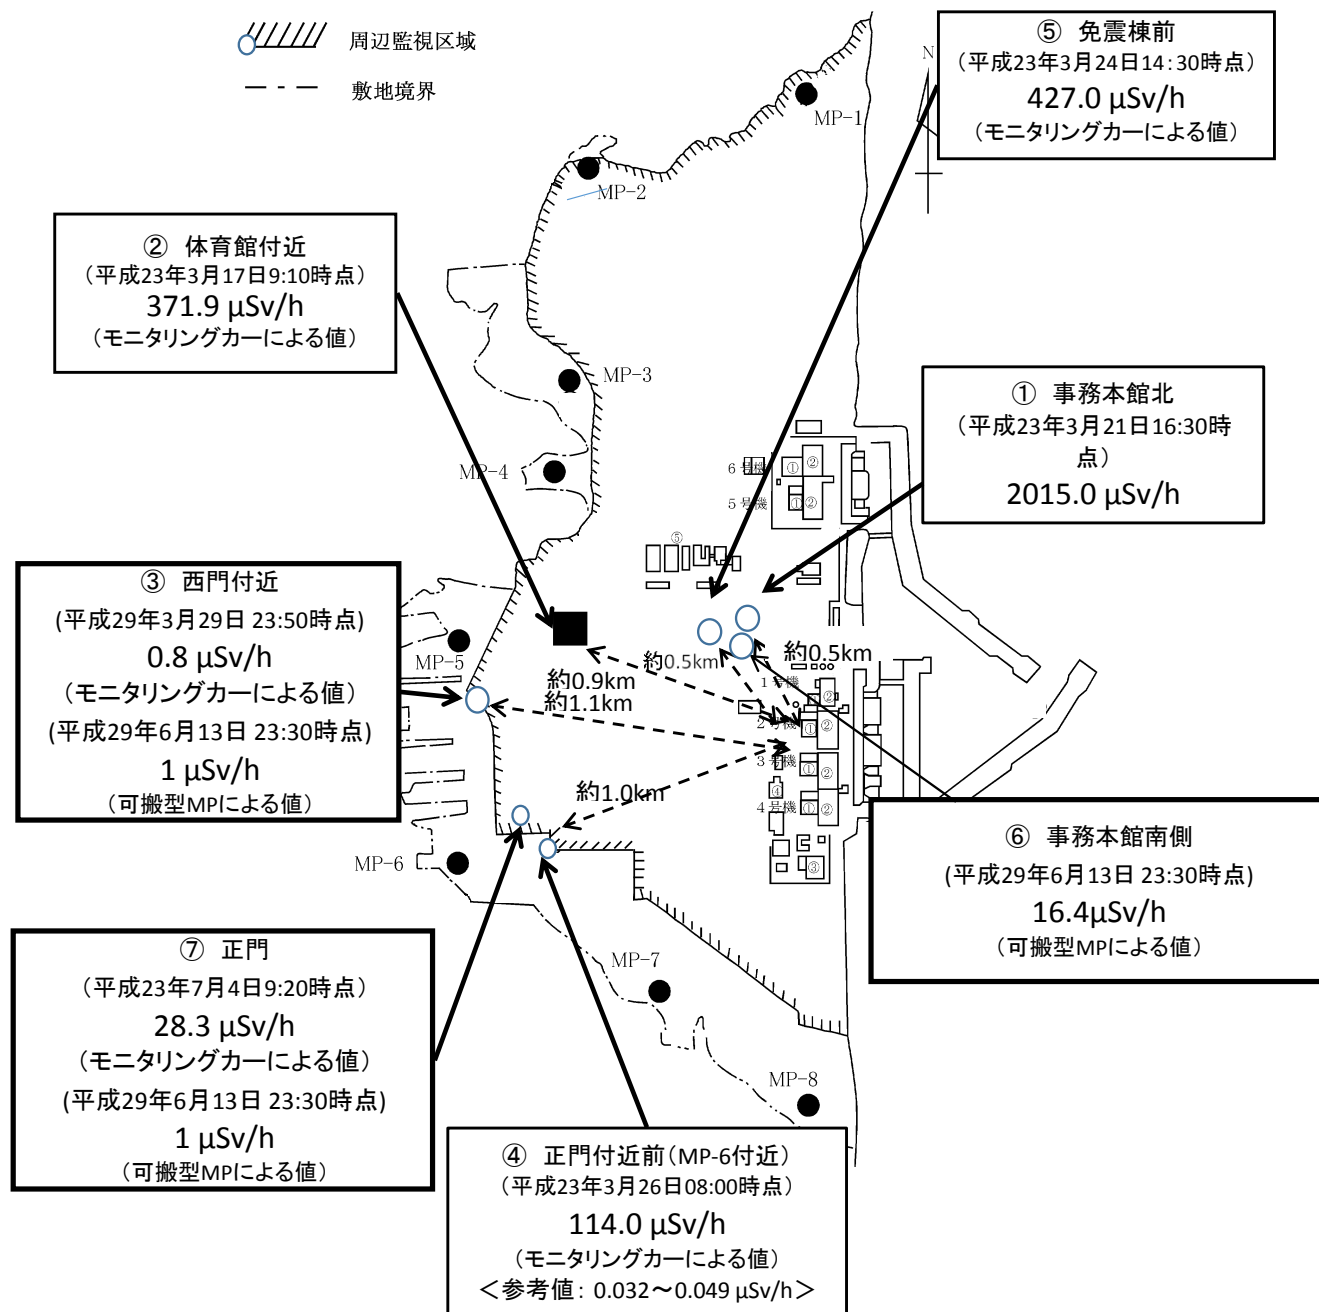 周辺監視区域
敷地境界
⑤ 免震棟前
（平成23年3月24日14:30時点）
427.0 μSv/h
（モニタリングカーによる値）
N
MP-1
MP-2
② 体育館付近
（平成23年3月17日9:10時点）
371.9 μSv/h
（モニタリングカーによる値）
MP-3
① 事務本館北
（平成23年3月21日16:30時
点）
2015.0 μSv/h
MP-4
6号機
① ②
5号機
① ②
⑤
③ 西門付近
(平成29年3月29日 23:50時点)
0.8 μSv/h
（モニタリングカーによる値）
(平成29年6月13日 23:30時点)
1 μSv/h
（可搬型MPによる値）
MP-5
約0.5km
約0.5km
約0.9km
約1.1km
1号機
②
2号機
① ②
3号機
① ②
④
4号機
① ②
③
約1.0km
MP-6
⑥ 事務本館南側
(平成29年6月13日 23:30時点)
16.4μSv/h
（可搬型MPによる値）
⑦ 正門
（平成23年7月4日9:20時点）
28.3 μSv/h
（モニタリングカーによる値）
(平成29年6月13日 23:30時点)
1 μSv/h
（可搬型MPによる値）
MP-7
MP-8
④ 正門付近前（MP-6付近）
（平成23年3月26日08:00時点）
114.0 μSv/h
（モニタリングカーによる値）
＜参考値: 0.032～0.049 μSv/h＞